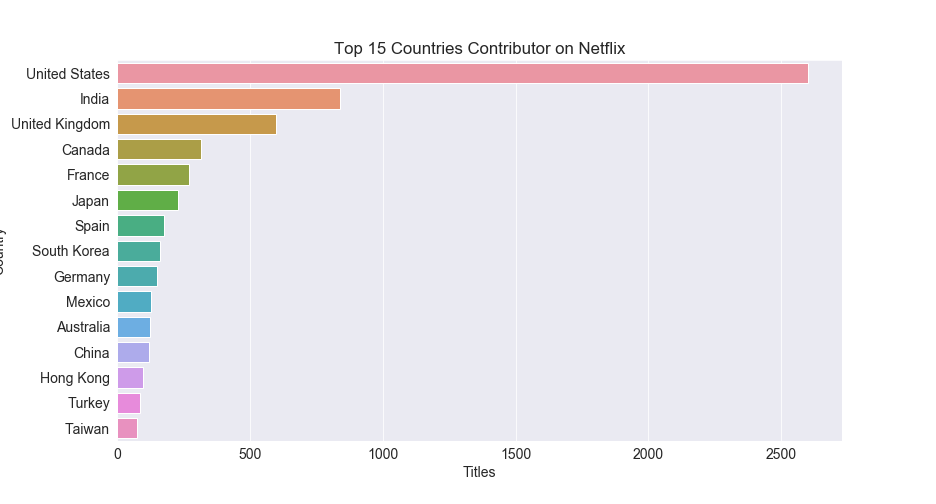 Top 15 Countries Contributor on Netflix
United States
India
United Kingdom
Canada
France
Japan
Spain
South Korea
Germany
Mexico
Australia
China
Hong Kong
Turkey
Taiwan
0 500 1000 1500 2000 2500
Titles